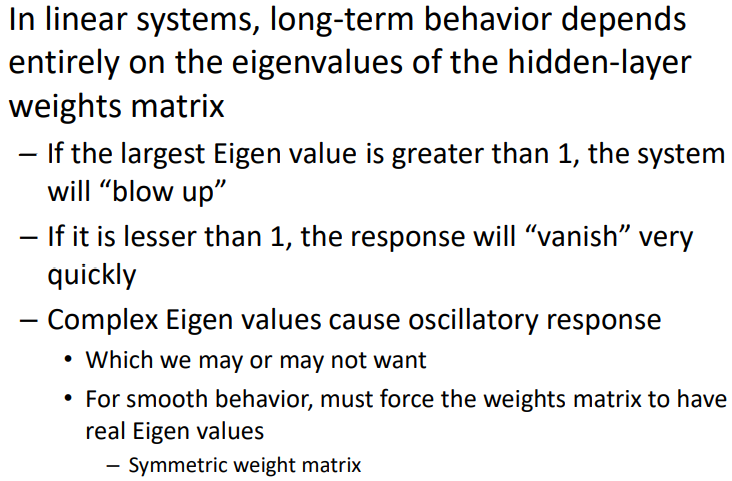 In linear systems, long-term behavior depends
entirely on the eigenvalues of the hidden-layer
weights matrix
– If the largest Eigen value is greater than 1, the system
will “blow up”
– If it is lesser than 1, the response will “vanish” very
quickly
– Complex Eigen values cause oscillatory response
• Which we may or may not want
• For smooth behavior, must force the weights matrix to have
real Eigen values
– Symmetric weight matrix